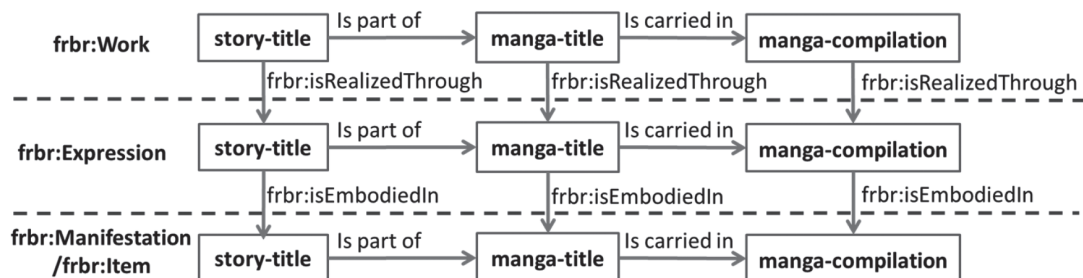 Is part of
Is carried in
frbr:Work
story-title
manga-title
manga-compilation
frbr:isRealizedThrough
frbr:isRealizedThrough
frbr:isRealizedThrough
Is part of
Is carried in
frbr:Expression
story-title
manga-title
manga-compilation
frbr:isEmbodiedIn
frbr:isEmbodiedIn
frbr:isEmbodiedIn
frbr:Manifestation
/frbr:Item
Is part of
Is carried in
story-title
manga-title
manga-compilation